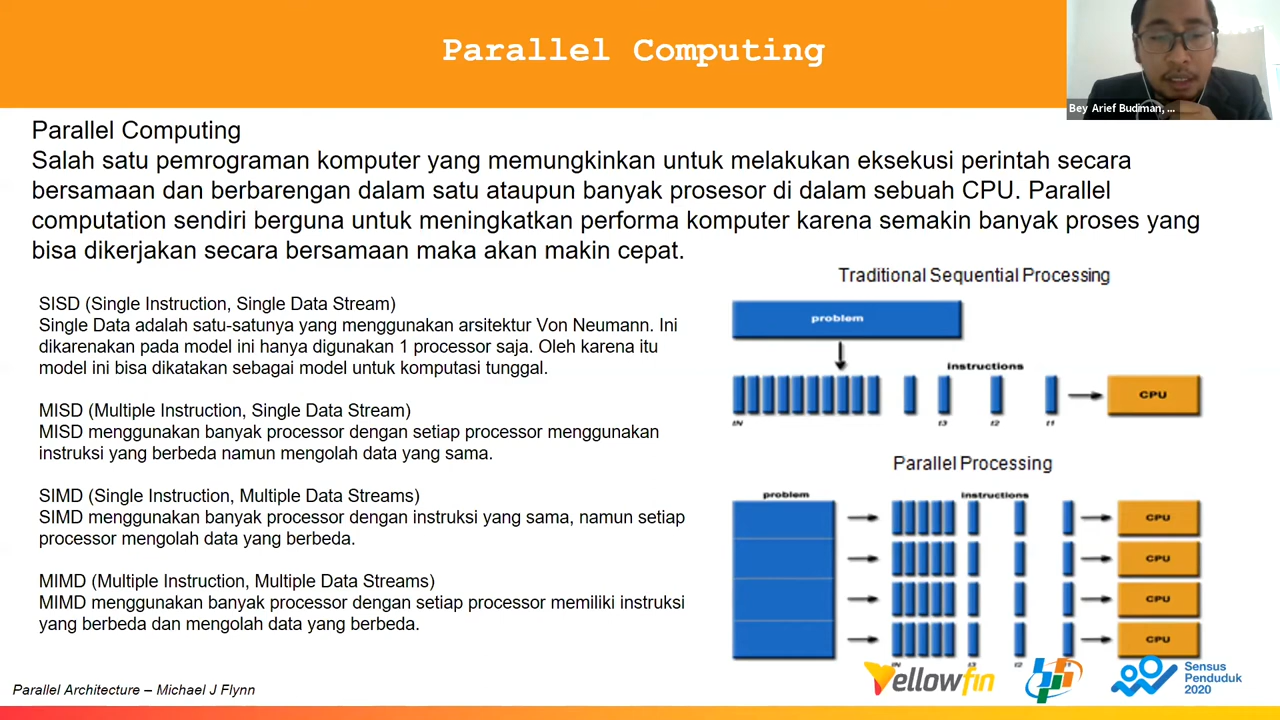 Parallel Computing
Bey Arief Budiman, ...
Parallel Computing
Salah satu pemrograman komputer yang memungkinkan untuk melakukan eksekusi perintah secara
bersamaan dan berbarengan dalam satu ataupun banyak prosesor di dalam sebuah CPU. Parallel
computation sendiri berguna untuk meningkatkan performa komputer karena semakin banyak proses yang
bisa dikerjakan secara bersamaan maka akan makin cepat.
SISD (Single Instruction, Single Data Stream)
Single Data adalah satu-satunya yang menggunakan arsitektur Von Neumann. Ini
dikarenakan pada model ini hanya digunakan 1 processor saja. Oleh karena itu
model ini bisa dikatakan sebagai model untuk komputasi tunggal.
MISD (Multiple Instruction, Single Data Stream)
MISD menggunakan banyak processor dengan setiap processor menggunakan
instruksi yang berbeda namun mengolah data yang sama.
SIMD (Single Instruction, Multiple Data Streams)
SIMD menggunakan banyak processor dengan instruksi yang sama, namun setiap
processor mengolah data yang berbeda.
MIMD (Multiple Instruction, Multiple Data Streams)
MIMD menggunakan banyak processor dengan setiap processor memiliki instruksi
yang berbeda dan mengolah data yang berbeda.
Traditional Sequential Processing
problem
instructions
CPU
tN t3 t2 t1
Parallel Processing
problem
instructions
CPU
CPU
CPU
CPU
tN t3 t2 t1
Parallel Architecture – Michael J Flynn
Yellowfin
Sensus
Penduduk
2020